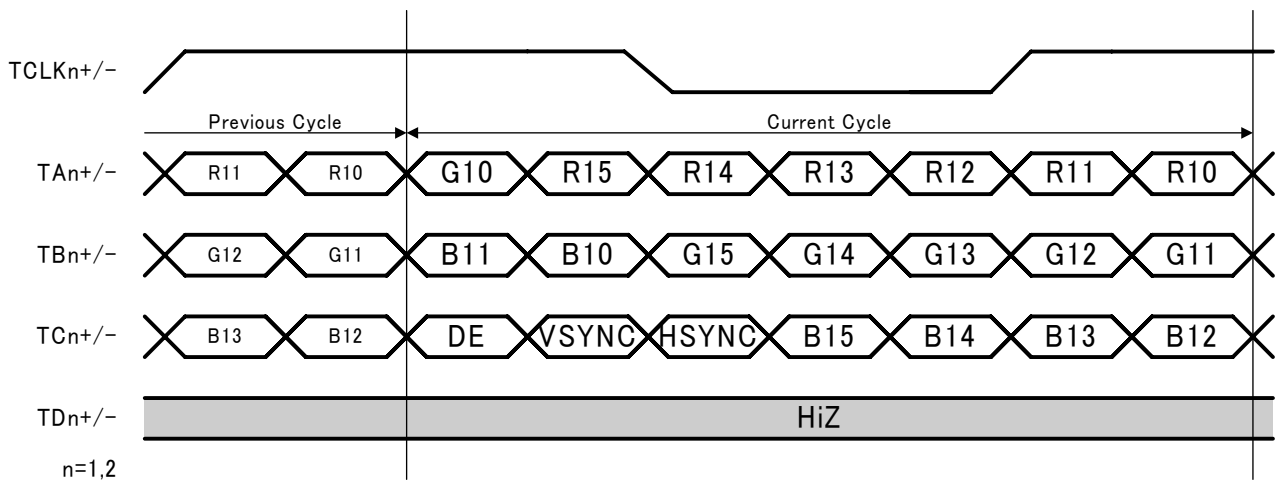 TCLKn+/-
Previous Cycle Current Cycle
TAn+/- R11 R10 G10 R15 R14 R13 R12 R11 R10
TBn+/- G12 G11 B11 B10 G15 G14 G13 G12 G11
TCn+/- B13 B12 DE VSYNC HSYNC B15 B14 B13 B12
TDn+/- HiZ
n=1,2